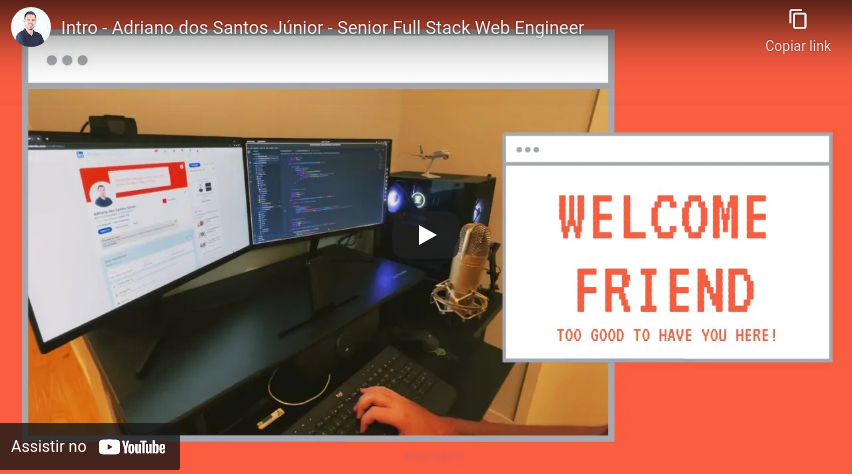 Intro - Adriano dos Santos Júnior - Senior Full Stack Web Engineer
Copiar link
WELCOME
FRIEND
TOO GOOD TO HAVE YOU HERE!
Assistir no YouTube